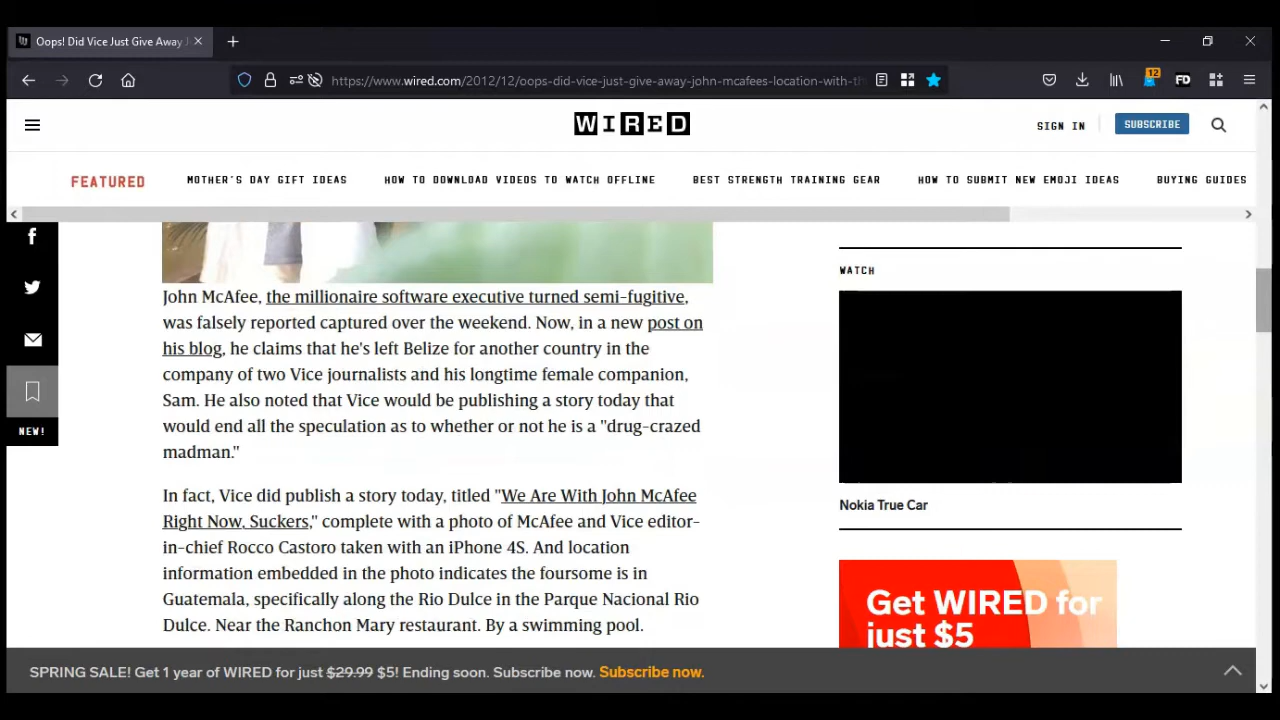 Oops! Did Vice Just Give Away J
12
https://www.wired.com/2012/12/oops-did-vice-just-give-away-john-mcafees-location-with-th
FD
WIRED
SIGN IN
SUBSCRIBE
FEATURED
MOTHER'S DAY GIFT IDEAS
HOW TO DOWNLOAD VIDEOS TO WATCH OFFLINE
BEST STRENGTH TRAINING GEAR
HOW TO SUBMIT NEW EMOJI IDEAS
BUYING GUIDES
NEW!
John McAfee, the millionaire software executive turned semi-fugitive,
was falsely reported captured over the weekend. Now, in a new post on
his blog, he claims that he's left Belize for another country in the
company of two Vice journalists and his longtime female companion,
Sam. He also noted that Vice would be publishing a story today that
would end all the speculation as to whether or not he is a "drug-crazed
madman."
In fact, Vice did publish a story today, titled "We Are With John McAfee
Right Now, Suckers," complete with a photo of McAfee and Vice editor-
in-chief Rocco Castoro taken with an iPhone 4S. And location
information embedded in the photo indicates the foursome is in
Guatemala, specifically along the Rio Dulce in the Parque Nacional Rio
Dulce. Near the Ranchon Mary restaurant. By a swimming pool.
WATCH
Nokia True Car
Get WIRED for
just $5
SPRING SALE! Get 1 year of WIRED for just $29.99 $5! Ending soon. Subscribe now. Subscribe now.